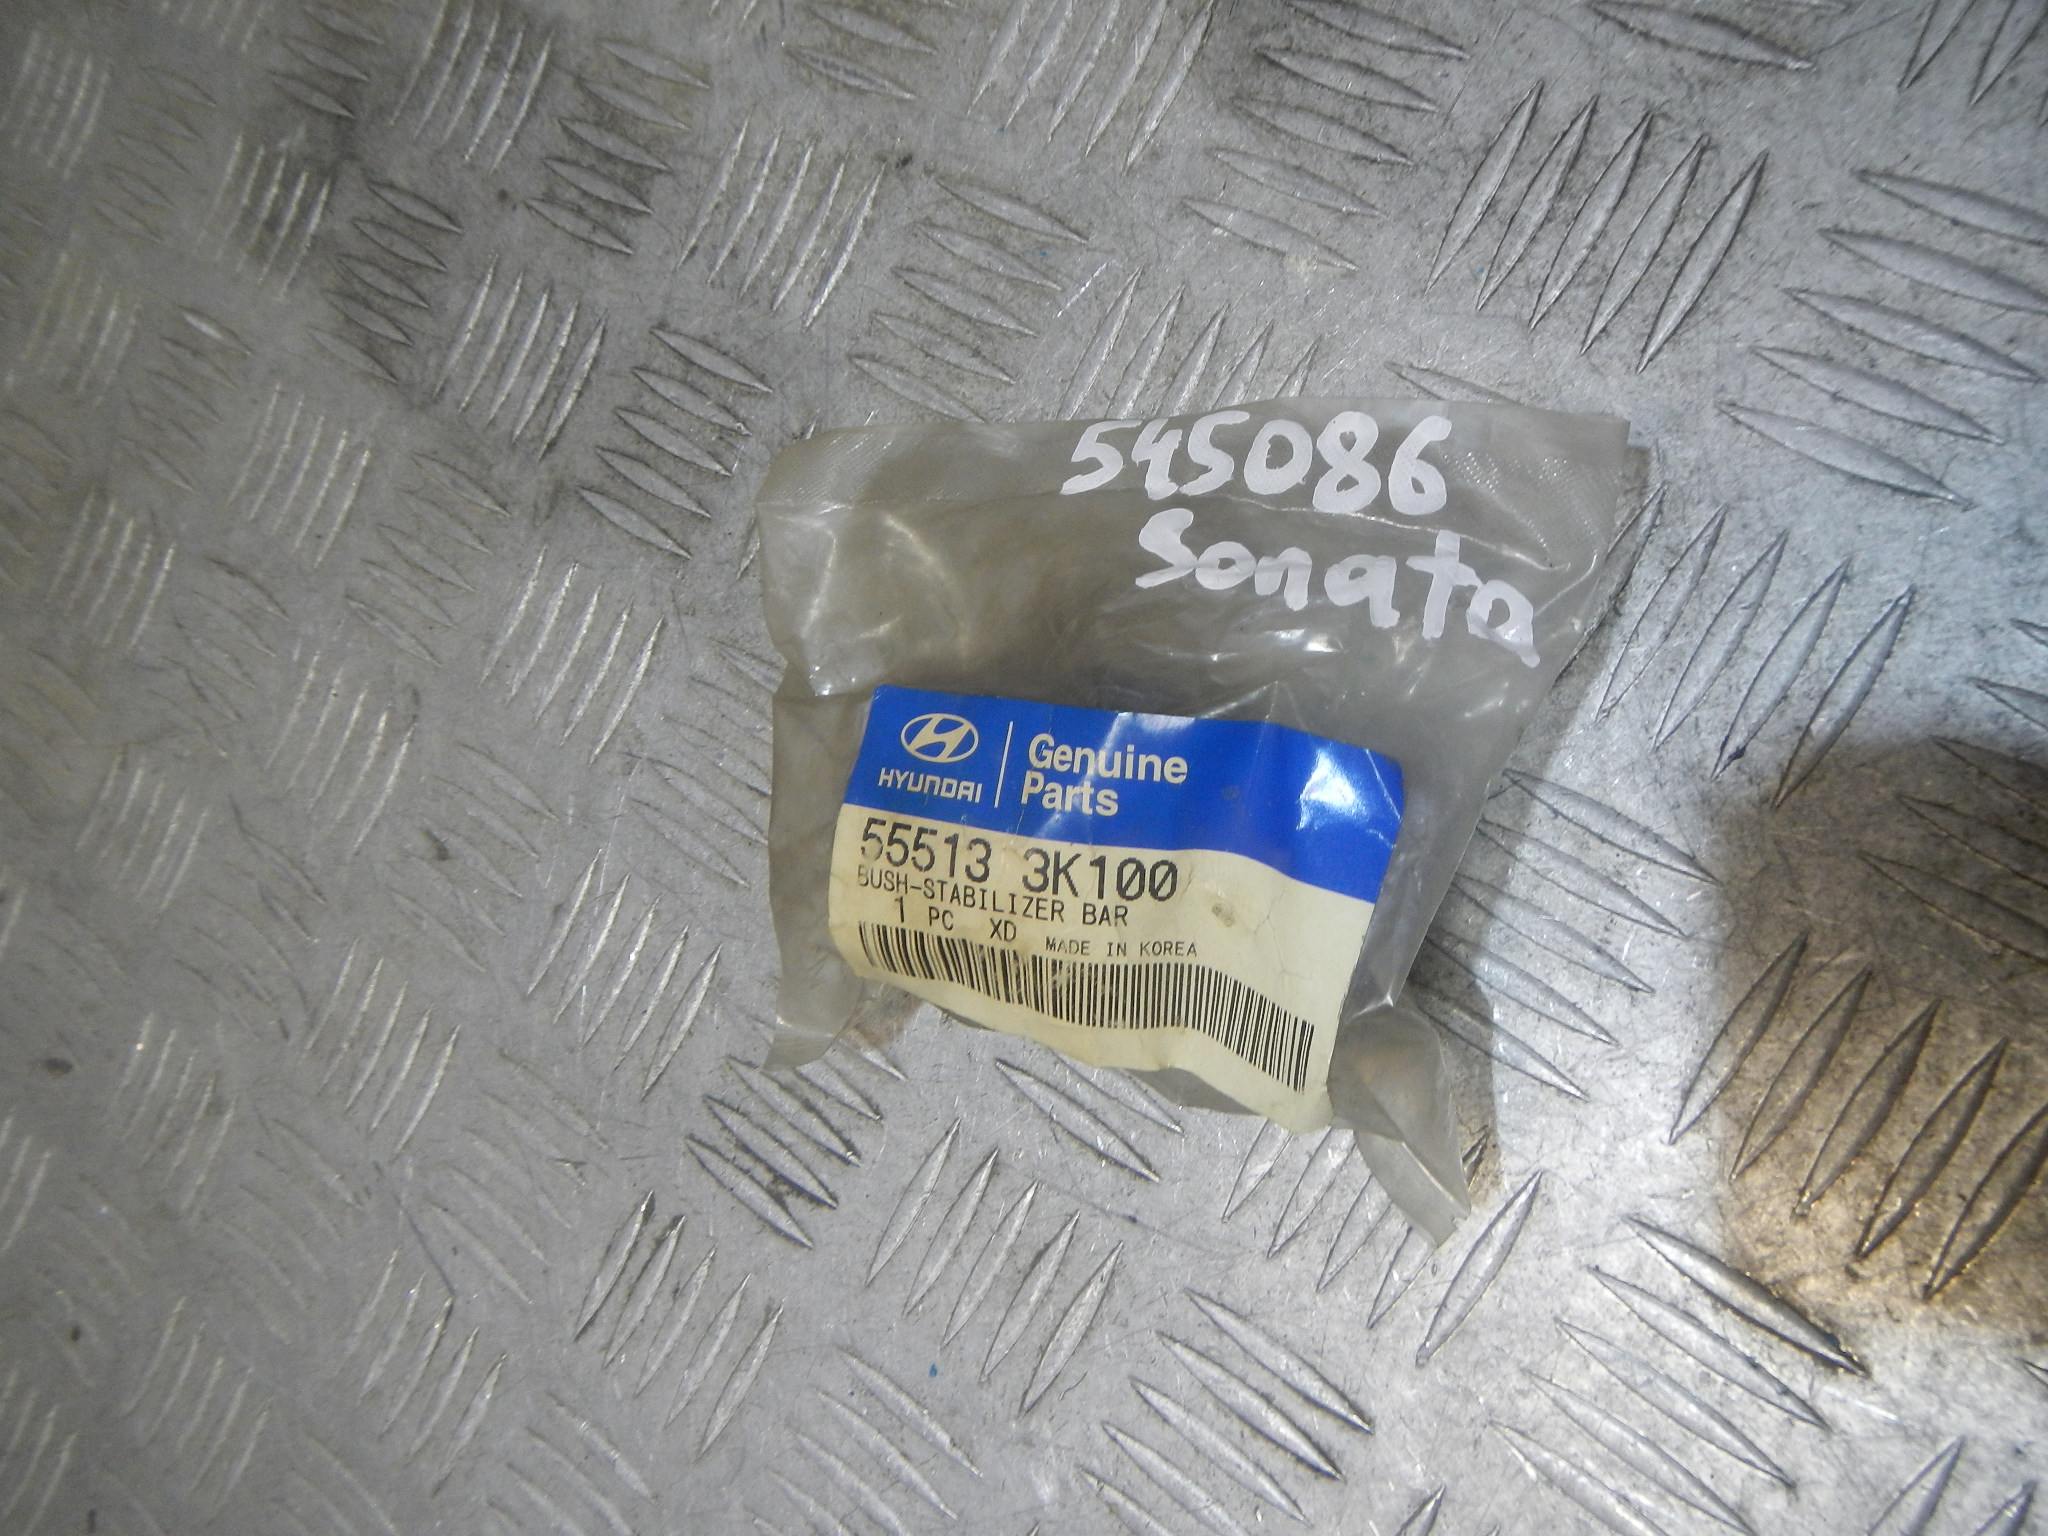 545086
Sonata
HYUNDAI
Genuine
Parts
55513 3K100
BUSH-STABILIZER BAR
1 PC XD MADE IN KOREA